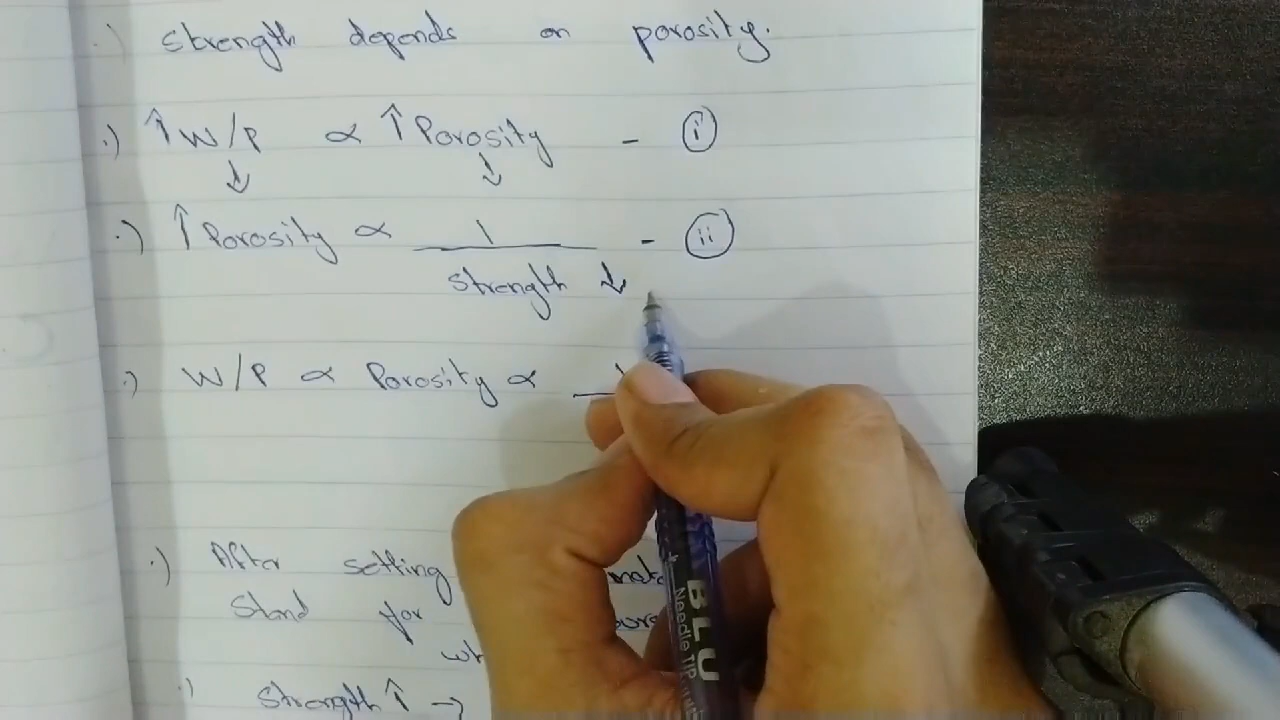 .) Strength depends on porosity.
.) ↑ W/P ∝ ↑ Porosity - (i)
↓ ↓
.) ↑ Porosity ∝ 1 - (ii)
Strength ↓
.) W/P ∝ Porosity ∝
.) After setting
Stand for
.) Strength ↑ →
BLU
Needle TIP